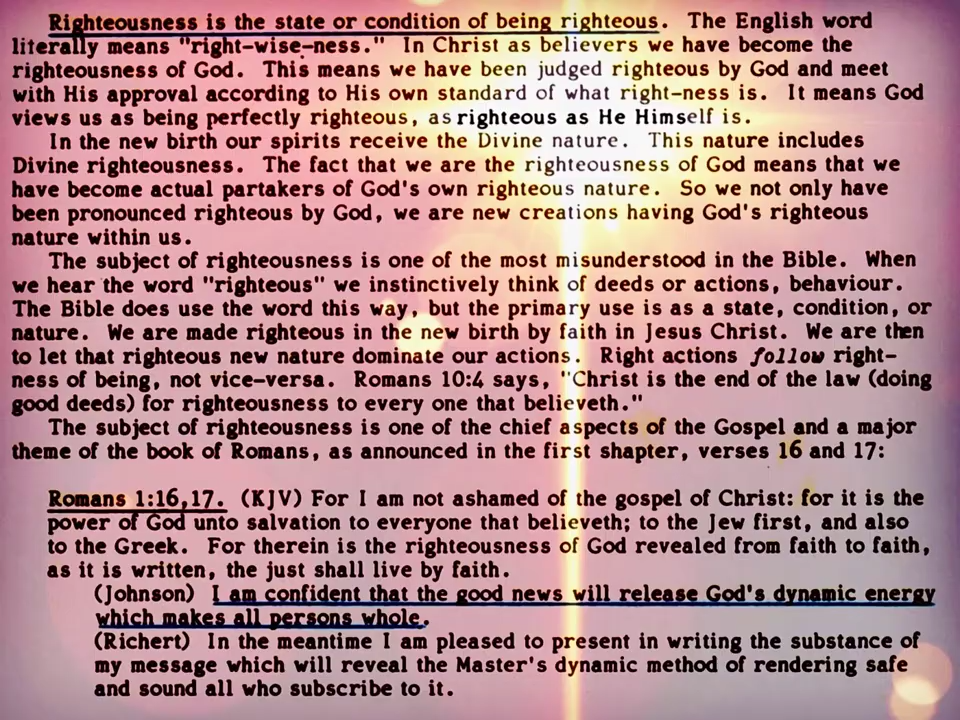 Righteousness is the state or condition of being righteous. The English word
literally means "right-wise-ness." In Christ as believers we have become the
righteousness of God. This means we have been judged righteous by God and meet
with His approval according to His own standard of what right-ness is. It means God
views us as being perfectly righteous, as righteous as He Himself is.
In the new birth our spirits receive the Divine nature. This nature includes
Divine righteousness. The fact that we are the righteousness of God means that we
have become actual partakers of God's own righteous nature. So we not only have
been pronounced righteous by God, we are new creations having God's righteous
nature within us.
The subject of righteousness is one of the most misunderstood in the Bible. When
we hear the word "righteous" we instinctively think of deeds or actions, behaviour.
The Bible does use the word this way, but the primary use is as a state, condition, or
nature. We are made righteous in the new birth by faith in Jesus Christ. We are then
to let that righteous new nature dominate our actions. Right actions follow right-
ness of being, not vice-versa. Romans 10:4 says, "Christ is the end of the law (doing
good deeds) for righteousness to every one that believeth."
The subject of righteousness is one of the chief aspects of the Gospel and a major
theme of the book of Romans, as announced in the first shapter, verses 16 and 17:
Romans 1:16,17. (KJV) For I am not ashamed of the gospel of Christ: for it is the
power of God unto salvation to everyone that believeth; to the Jew first, and also
to the Greek. For therein is the righteousness of God revealed from faith to faith,
as it is written, the just shall live by faith.
(Johnson) I am confident that the good news will release God's dynamic energy
which makes all persons whole.
(Richert) In the meantime I am pleased to present in writing the substance of
my message which will reveal the Master's dynamic method of rendering safe
and sound all who subscribe to it.